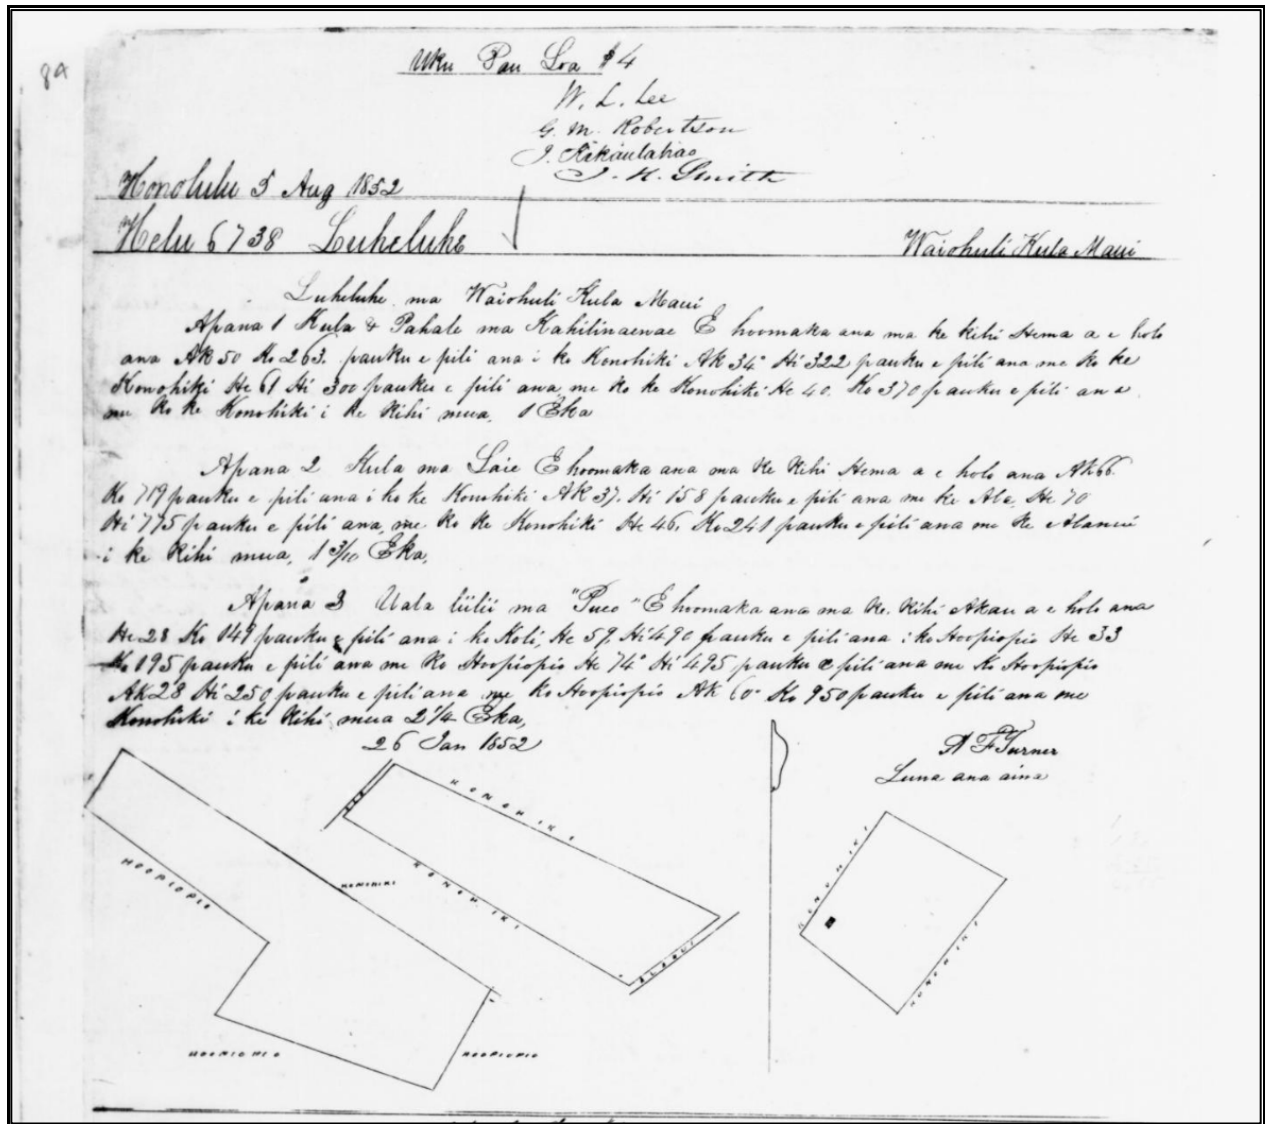 89
Uku Pau Loa $4
W. L. Lee
G. M. Robertson
J. Kekaulahao
J. H. Smith
Honolulu 5 Aug 1852
Helu 6738 Luheluhe Waiohuli Kula Maui
Luheluhe ma Waiohuli Kula Maui
Apana 1 Kula & Pahale ma Kahilinaenae E hoomaka ana ma ke kihi Hema a e holo
ana Ak 50 Ko 263. pauku e pili ana i ko Konohiki Ak 34° Hi 322 pauku e pili ana me ko ke
Konohiki He 61 Hi 300 pauku e pili ana me ko ke Konohiki He 40. Ko 370 pauku e pili ana
me ko ke Konohiki i ke kihi mua, 1 Eka
Apana 2 Kula ma Laie E hoomaka ana ma ke kihi Hema a e holo ana Ak 66.
Ko 719 pauku e pili ana i ko ke Konohiki Ak 37. Hi 158 pauku e pili ana me ke Ala, He 70
Hi 775 pauku e pili ana, me ko ke Konohiki He 46, Ko 241 pauku e pili ana me ke Alanui
i ke kihi mua, 1 3/10 Eka,
Apana 3 Uala liilii ma "Pueo" E hoomaka ana ma ke kihi Akau a e holo ana
He 28 Ko 149 pauku e pili ana i ko Koli, He 59. Hi 490 pauku e pili ana i ko Hoopiopio He 33
Ko 195 pauku e pili ana me ko Hoopiopio He 74° Hi 495 pauku e pili ana me ko Hoopiopio
Ak 28 Hi 250 pauku e pili ana me ko Hoopiopio Ak 60° Ko 950 pauku e pili ana me
Konohiki i ke kihi mua 2 1/4 Eka,
26 Jan 1852
A F Turner
Luna ana aina
KONOHIKI
ALA
KONOHIKI
HOOPIOPIO
KONOHIKI
ALANUI
KONOHIKI
KONOHIKI
HOOPIOPIO
HOOPIOPIO